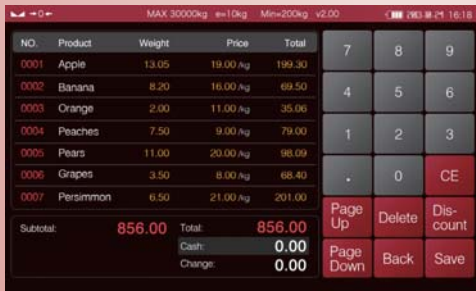 →0← MAX 30000kg e=10kg Min=200kg v2.00 16:18
NO. Product Weight Price Total
0001 Apple 13.05 19.00 /kg 199.30
0002 Banana 8.20 16.00 /kg 69.50
0003 Orange 2.00 11.00 /kg 35.06
0004 Peaches 7.50 9.00 /kg 79.00
0005 Pears 11.00 20.00 /kg 98.09
0006 Grapes 3.50 8.00 /kg 68.40
0007 Persimmon 6.50 21.00 /kg 201.00
Subtotal: 856.00 Total: 856.00
Cash: 0.00
Change: 0.00
7 8 9
4 5 6
1 2 3
. 0 CE
Page Up Delete Dis-count
Page Down Back Save